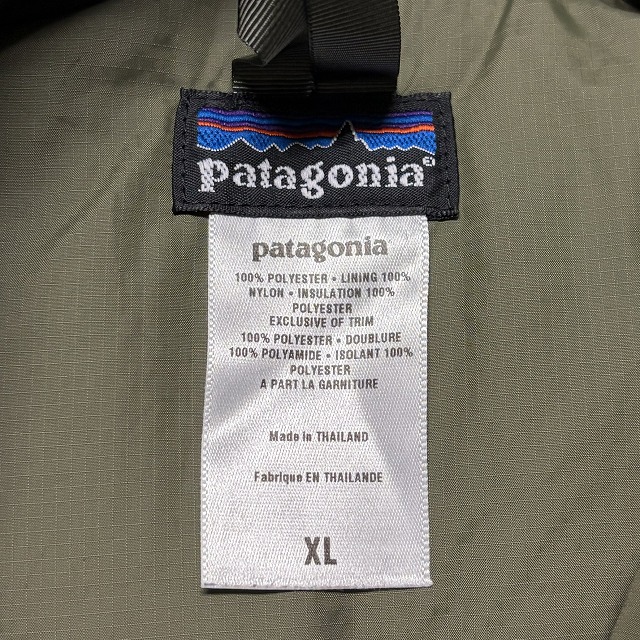 patagonia®
patagonia
100% POLYESTER • LINING 100%
NYLON • INSULATION 100%
POLYESTER
EXCLUSIVE OF TRIM
100% POLYESTER • DOUBLURE
100% POLYAMIDE • ISOLANT 100%
POLYESTER
A PART LA GARNITURE
Made in THAILAND
Fabrique EN THAILANDE
XL